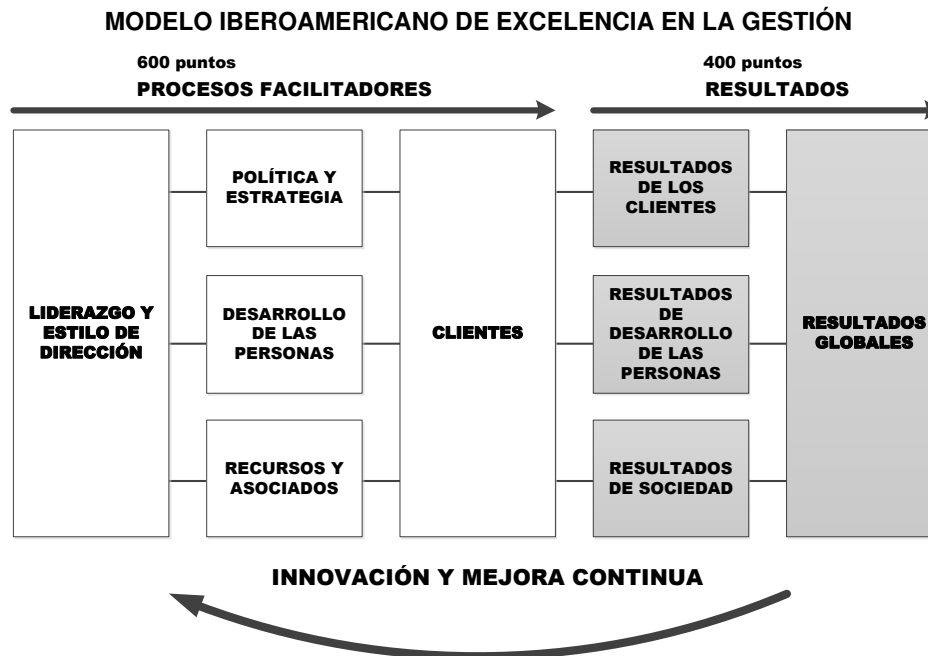 MODELO IBEROAMERICANO DE EXCELENCIA EN LA GESTIÓN
600 puntos
PROCESOS FACILITADORES
400 puntos
RESULTADOS
LIDERAZGO Y
ESTILO DE
DIRECCIÓN
POLÍTICA Y
ESTRATEGIA
DESARROLLO
DE LAS
PERSONAS
RECURSOS Y
ASOCIADOS
CLIENTES
RESULTADOS
DE LOS
CLIENTES
RESULTADOS
DE
DESARROLLO
DE LAS
PERSONAS
RESULTADOS
DE SOCIEDAD
RESULTADOS
GLOBALES
INNOVACIÓN Y MEJORA CONTINUA